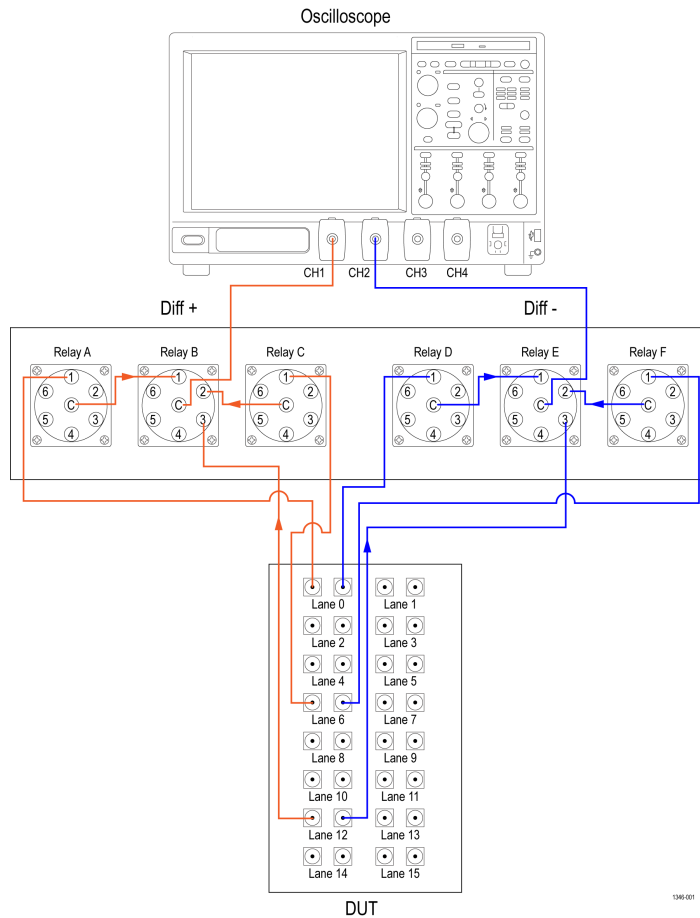 Oscilloscope
CH1 CH2 CH3 CH4
Diff + Diff -
Relay A Relay B Relay C Relay D Relay E Relay F
1 1 1 1 1 1
6 2 6 2 6 2 6 2 6 2 6 2
C C C C C C
5 3 5 3 5 3 5 3 5 3 5 3
4 4 4 4 4 4
Lane 0 Lane 1
Lane 2 Lane 3
Lane 4 Lane 5
Lane 6 Lane 7
Lane 8 Lane 9
Lane 10 Lane 11
Lane 12 Lane 13
Lane 14 Lane 15
DUT
1346-001